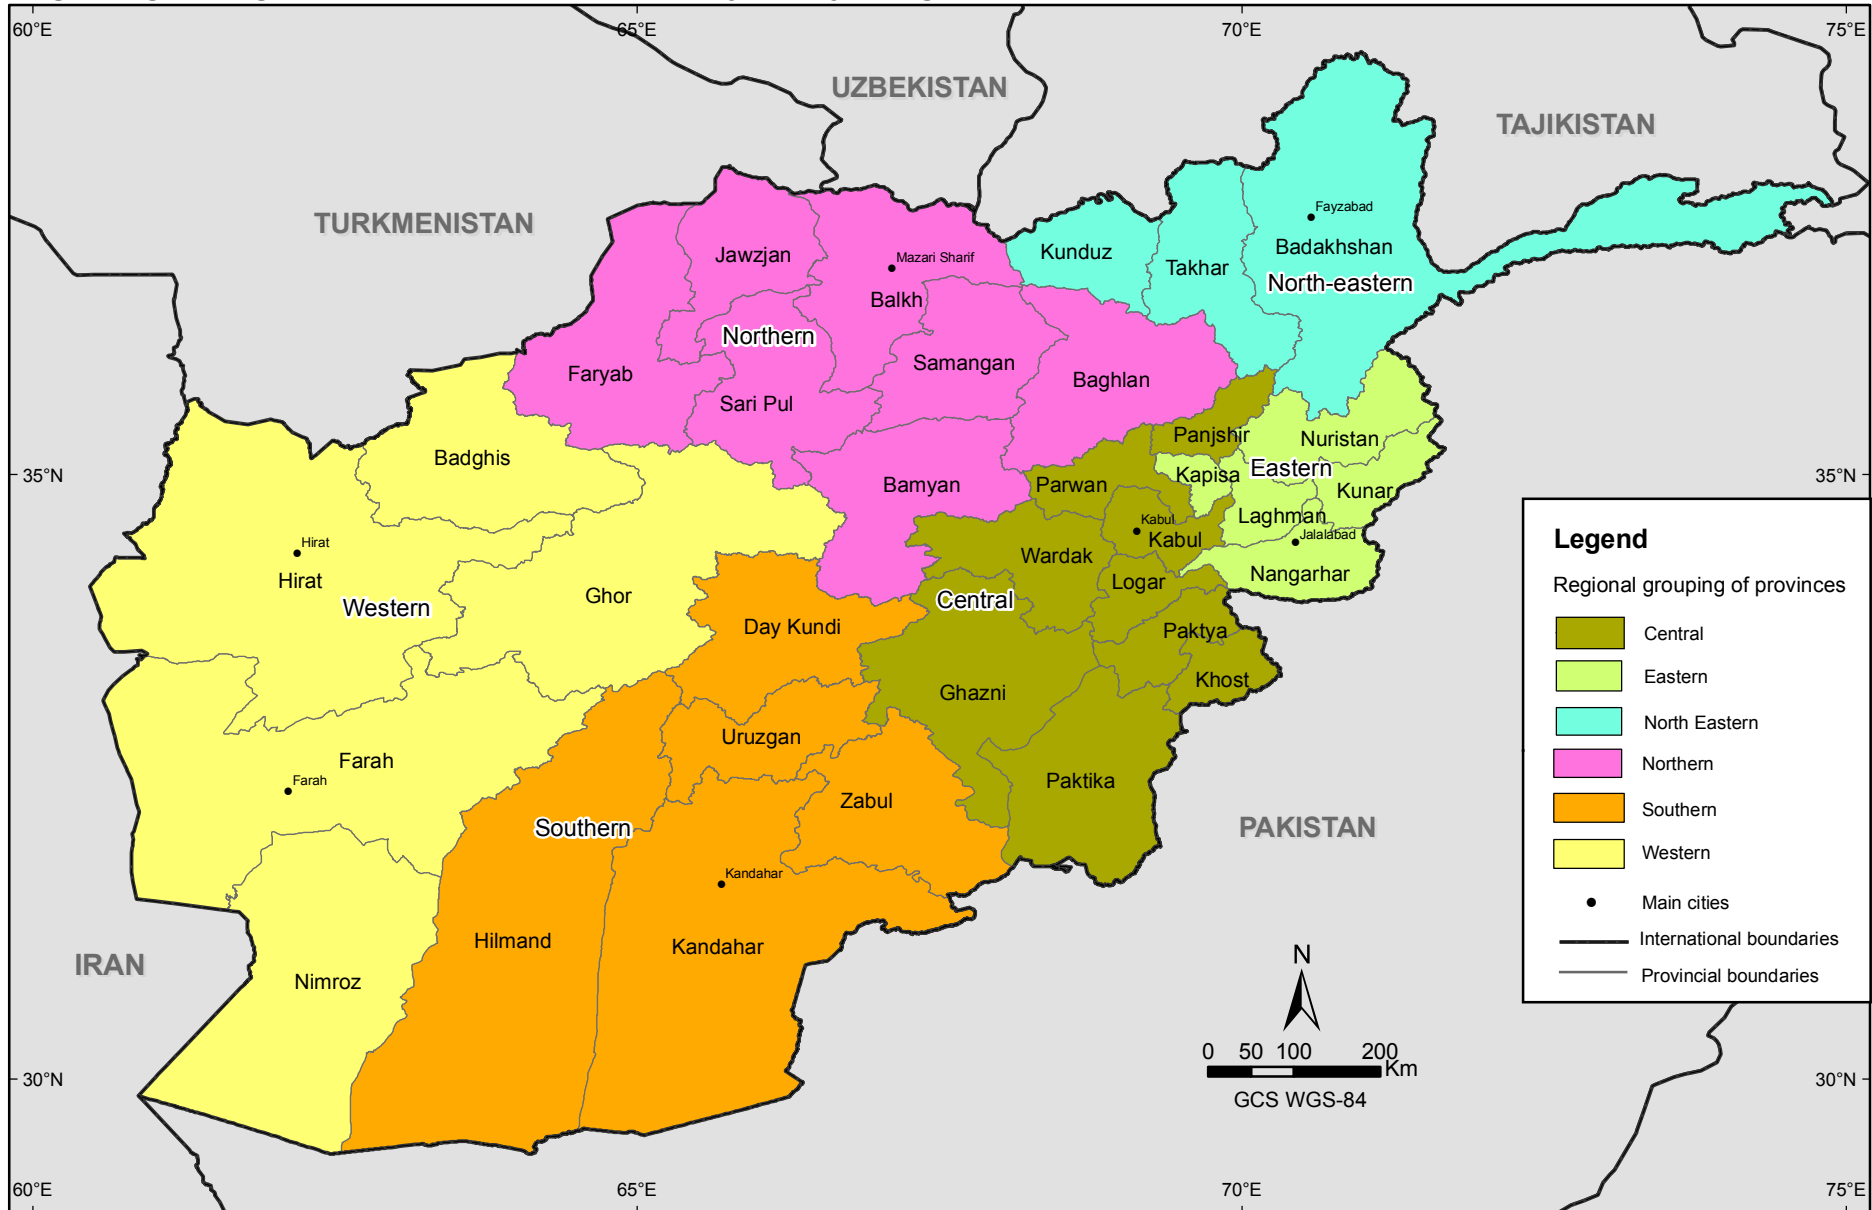 60°E
65°E
70°E
75°E
UZBEKISTAN
TAJIKISTAN
TURKMENISTAN
Fayzabad
Badakhshan
North-eastern
Kunduz
Takhar
Jawzjan
Mazari Sharif
Balkh
Northern
Samangan
Faryab
Baghlan
Sari Pul
Panjshir
Nuristan
Badghis
Eastern
35°N
35°N
Kapisa
Bamyan
Parwan
Kunar
Laghman
Kabul
Kabul
Jalalabad
Hirat
Hirat
Wardak
Nangarhar
Logar
Ghor
Western
Central
Day Kundi
Paktya
Khost
Ghazni
Uruzgan
Farah
Farah
Paktika
Zabul
Southern
PAKISTAN
Kandahar
Hilmand
Kandahar
IRAN
Nimroz
Legend
Regional grouping of provinces
Central
Eastern
North Eastern
Northern
Southern
Western
Main cities
International boundaries
Provincial boundaries
N
0 50 100 200
Km
GCS WGS-84
30°N
30°N
60°E
65°E
70°E
75°E